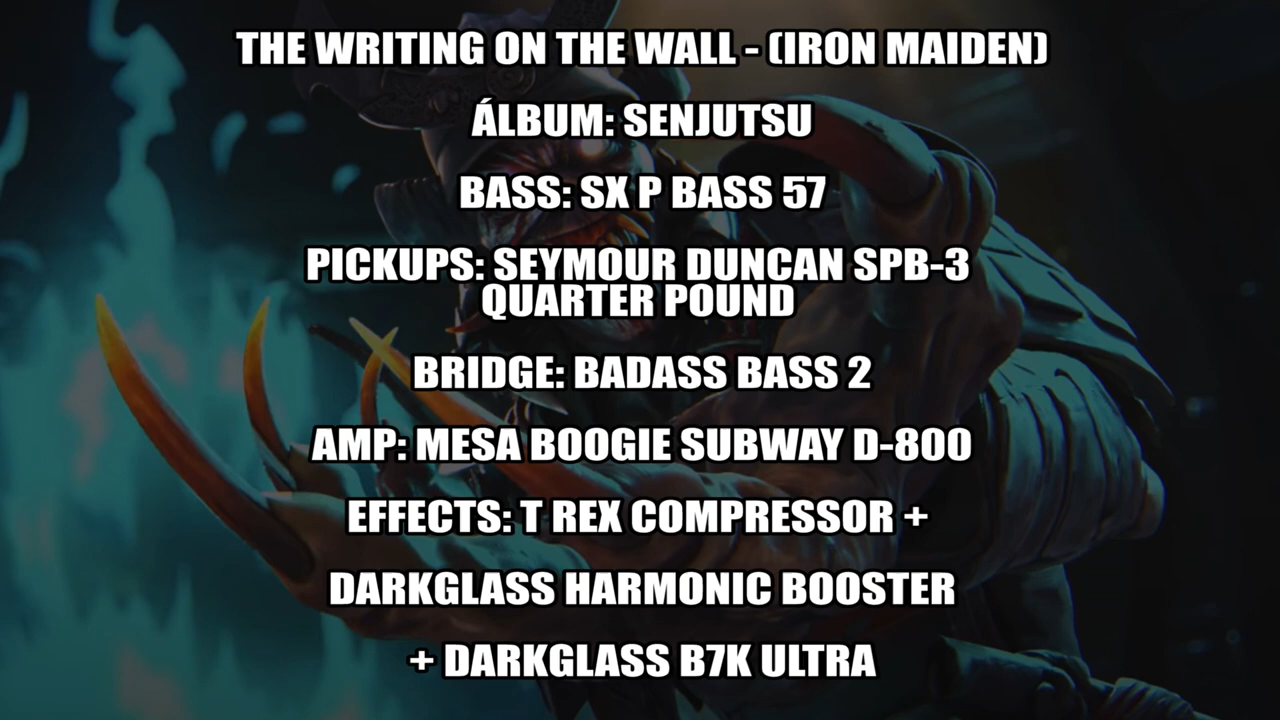 THE WRITING ON THE WALL - (IRON MAIDEN)
ÁLBUM: SENJUTSU
BASS: SX P BASS 57
PICKUPS: SEYMOUR DUNCAN SPB-3
QUARTER POUND
BRIDGE: BADASS BASS 2
AMP: MESA BOOGIE SUBWAY D-800
EFFECTS: T REX COMPRESSOR +
DARKGLASS HARMONIC BOOSTER
+ DARKGLASS B7K ULTRA